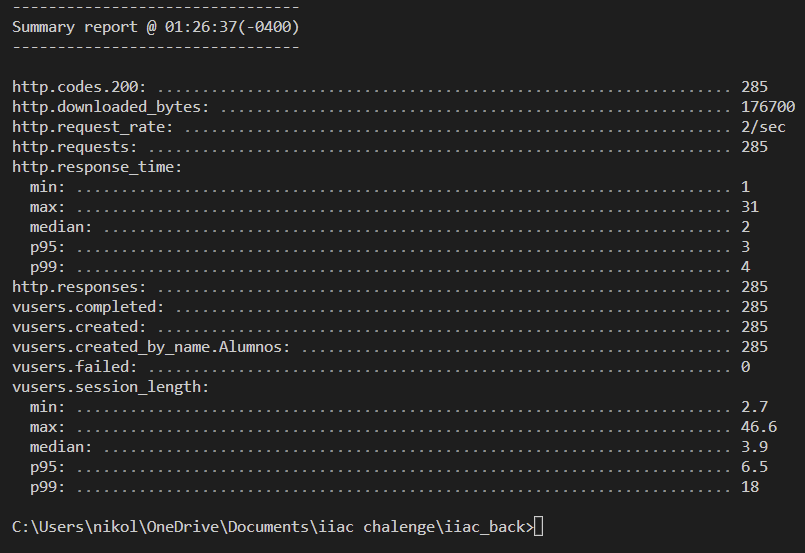 --------------------------------
Summary report @ 01:26:37(-0400)
--------------------------------
http.codes.200: ................................................................ 285
http.downloaded_bytes: ......................................................... 176700
http.request_rate: ............................................................. 2/sec
http.requests: ................................................................. 285
http.response_time:
  min: ......................................................................... 1
  max: ......................................................................... 31
  median: ...................................................................... 2
  p95: ......................................................................... 3
  p99: ......................................................................... 4
http.responses: ................................................................ 285
vusers.completed: .............................................................. 285
vusers.created: ................................................................ 285
vusers.created_by_name.Alumnos: ................................................ 285
vusers.failed: ................................................................. 0
vusers.session_length:
  min: ......................................................................... 2.7
  max: ......................................................................... 46.6
  median: ...................................................................... 3.9
  p95: ......................................................................... 6.5
  p99: ......................................................................... 18
C:\Users\nikol\OneDrive\Documents\iiac chalenge\iiac_back>